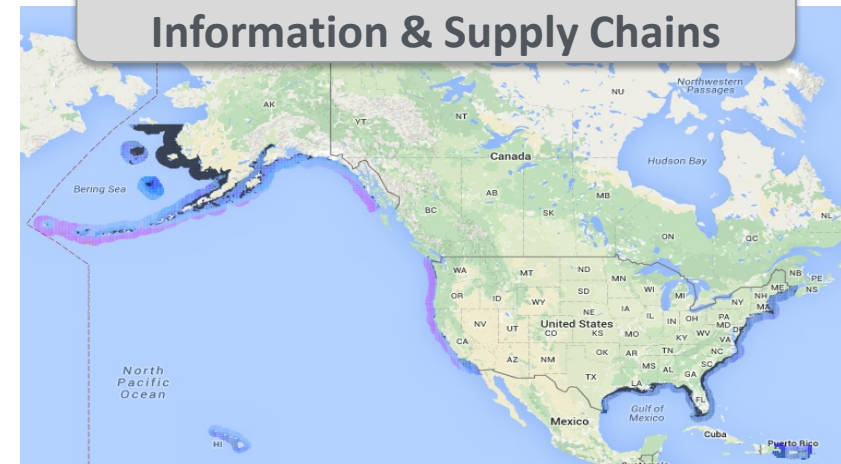 Information & Supply Chains
Northwestern
Passages
NU
AK
YT
NT
Canada
Hudson Bay
Bering Sea
AB
MB
BC
SK
NL
ON
QC
WA
MT
ND
MN
NB
PE
NS
ME
OR
ID
SD
WI
MI
NH
NY
MA
WY
IA
NE
IL
IN
OH
PA
MD
DE
NV
UT
United States
CO
KS
MO
KY
WV
VA
CA
OK
AR
TN
NC
AZ
NM
MS
AL
SC
GA
TX
LA
FL
North
Pacific
Ocean
Gulf of
Mexico
Mexico
Cuba
Puerto Rico
HI